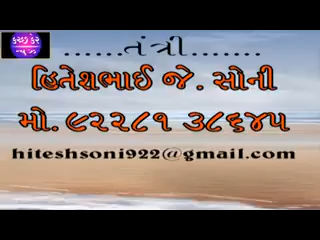 ......તંત્રી.......
હિતેશભાઈ જે. સોની
મો. ૯૨૨૮૧ ૩૮૬૪૫
hiteshsoni922@gmail.com